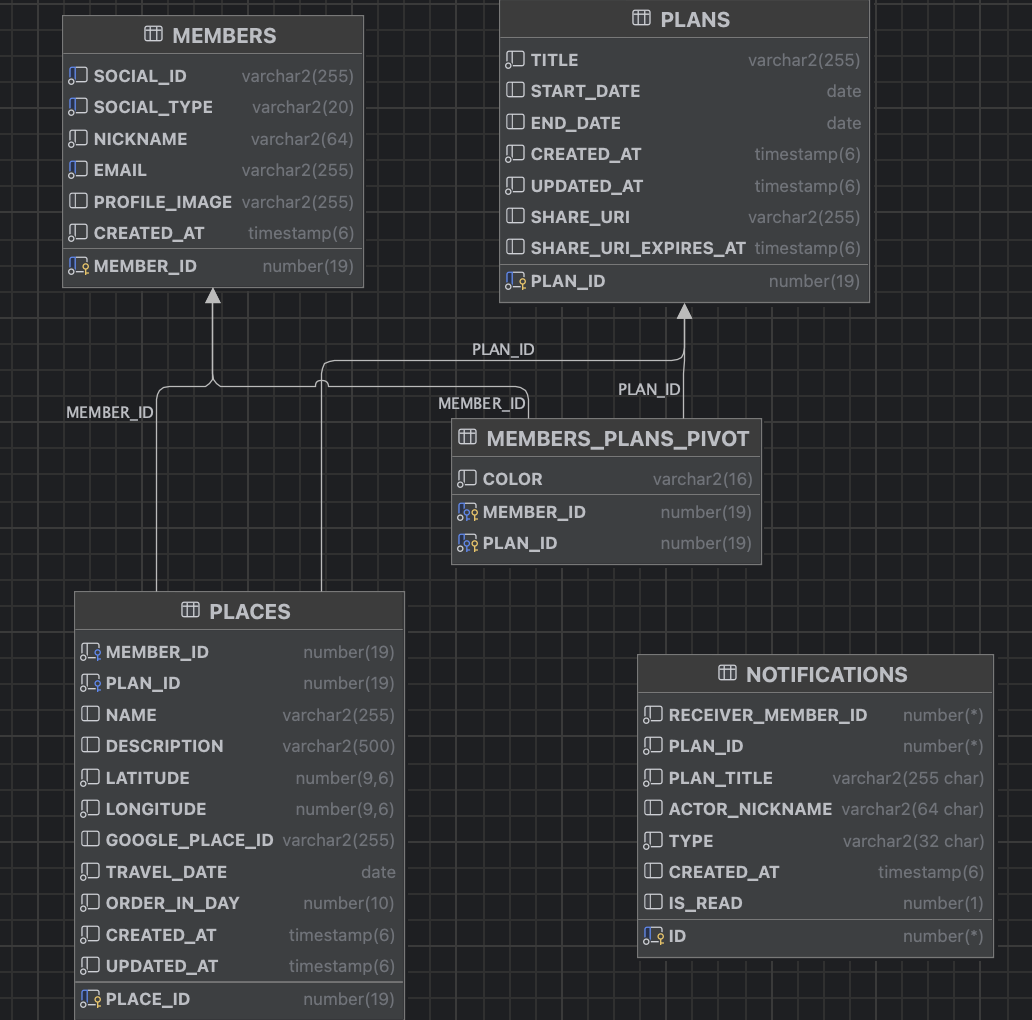 MEMBERS
SOCIAL_ID varchar2(255)
SOCIAL_TYPE varchar2(20)
NICKNAME varchar2(64)
EMAIL varchar2(255)
PROFILE_IMAGE varchar2(255)
CREATED_AT timestamp(6)
MEMBER_ID number(19)
PLANS
TITLE varchar2(255)
START_DATE date
END_DATE date
CREATED_AT timestamp(6)
UPDATED_AT timestamp(6)
SHARE_URI varchar2(255)
SHARE_URI_EXPIRES_AT timestamp(6)
PLAN_ID number(19)
PLAN_ID
PLAN_ID
MEMBER_ID
MEMBER_ID
MEMBERS_PLANS_PIVOT
COLOR varchar2(16)
MEMBER_ID number(19)
PLAN_ID number(19)
PLACES
MEMBER_ID number(19)
PLAN_ID number(19)
NAME varchar2(255)
DESCRIPTION varchar2(500)
LATITUDE number(9,6)
LONGITUDE number(9,6)
GOOGLE_PLACE_ID varchar2(255)
TRAVEL_DATE date
ORDER_IN_DAY number(10)
CREATED_AT timestamp(6)
UPDATED_AT timestamp(6)
PLACE_ID number(19)
NOTIFICATIONS
RECEIVER_MEMBER_ID number(*)
PLAN_ID number(*)
PLAN_TITLE varchar2(255 char)
ACTOR_NICKNAME varchar2(64 char)
TYPE varchar2(32 char)
CREATED_AT timestamp(6)
IS_READ number(1)
ID number(*)